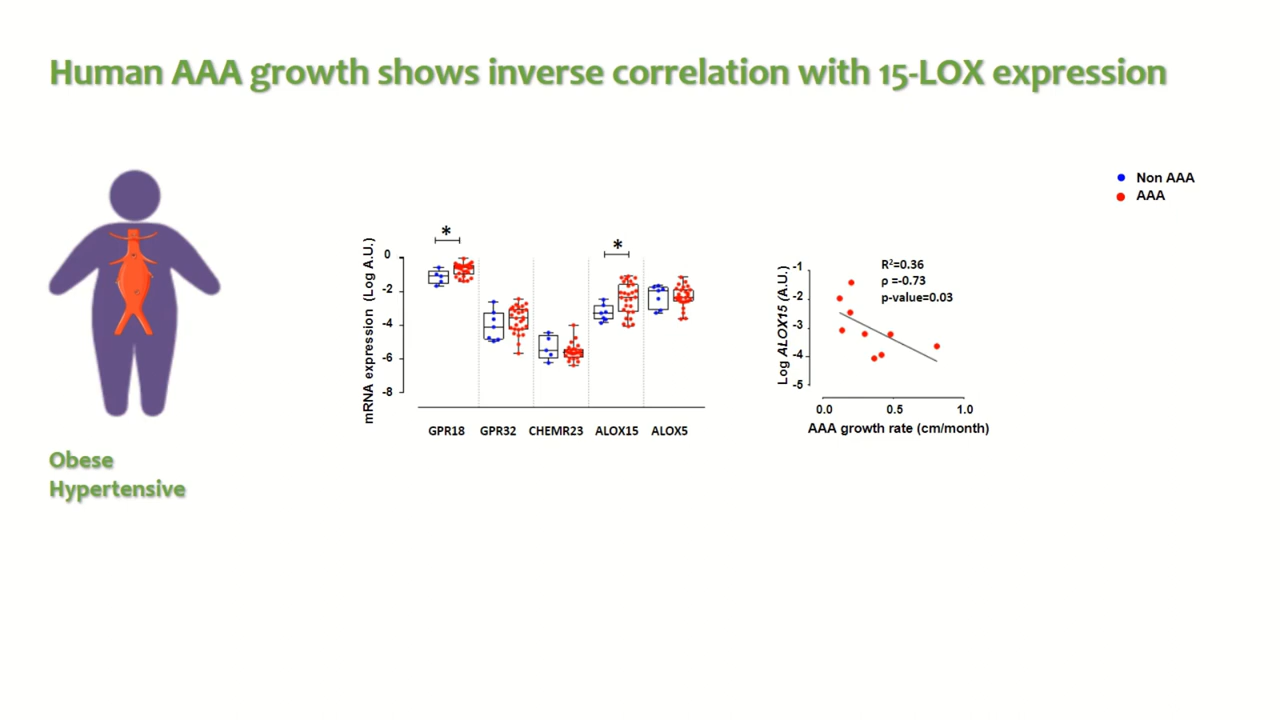 Human AAA growth shows inverse correlation with 15-LOX expression
Non AAA
AAA
Obese
Hypertensive
mRNA expression (Log A.U.)
0
-2
-4
-6
-8
*
*
GPR18 GPR32 CHEMR23 ALOX15 ALOX5
Log ALOX15 (A.U.)
-1
-2
-3
-4
-5
R²=0.36
ρ =-0.73
p-value=0.03
0.0 0.5 1.0
AAA growth rate (cm/month)